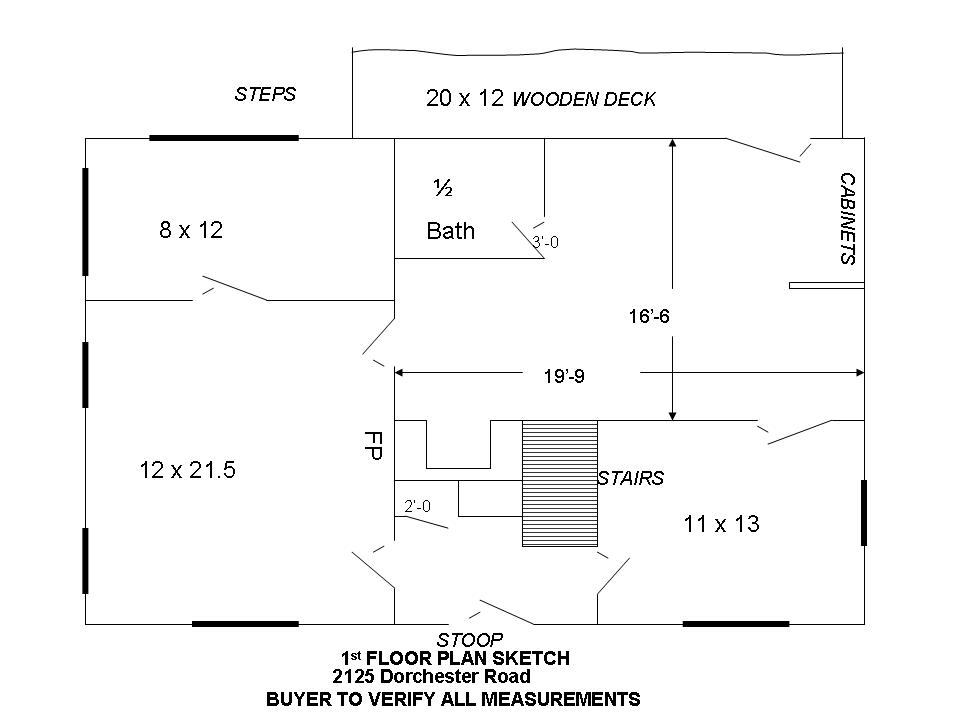 STEPS
20 x 12 WOODEN DECK
½
Bath
3'-0
CABINETS
8 x 12
16'-6
19'-9
FP
12 x 21.5
STAIRS
2'-0
11 x 13
STOOP
1st FLOOR PLAN SKETCH
2125 Dorchester Road
BUYER TO VERIFY ALL MEASUREMENTS